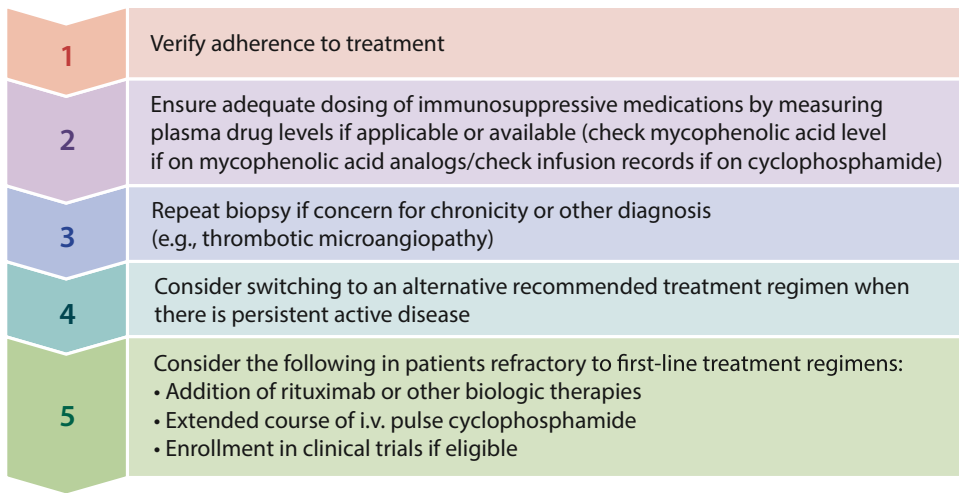 1
Verify adherence to treatment
2
Ensure adequate dosing of immunosuppressive medications by measuring
plasma drug levels if applicable or available (check mycophenolic acid level
if on mycophenolic acid analogs/check infusion records if on cyclophosphamide)
3
Repeat biopsy if concern for chronicity or other diagnosis
(e.g., thrombotic microangiopathy)
4
Consider switching to an alternative recommended treatment regimen when
there is persistent active disease
5
Consider the following in patients refractory to first-line treatment regimens:
• Addition of rituximab or other biologic therapies
• Extended course of i.v. pulse cyclophosphamide
• Enrollment in clinical trials if eligible